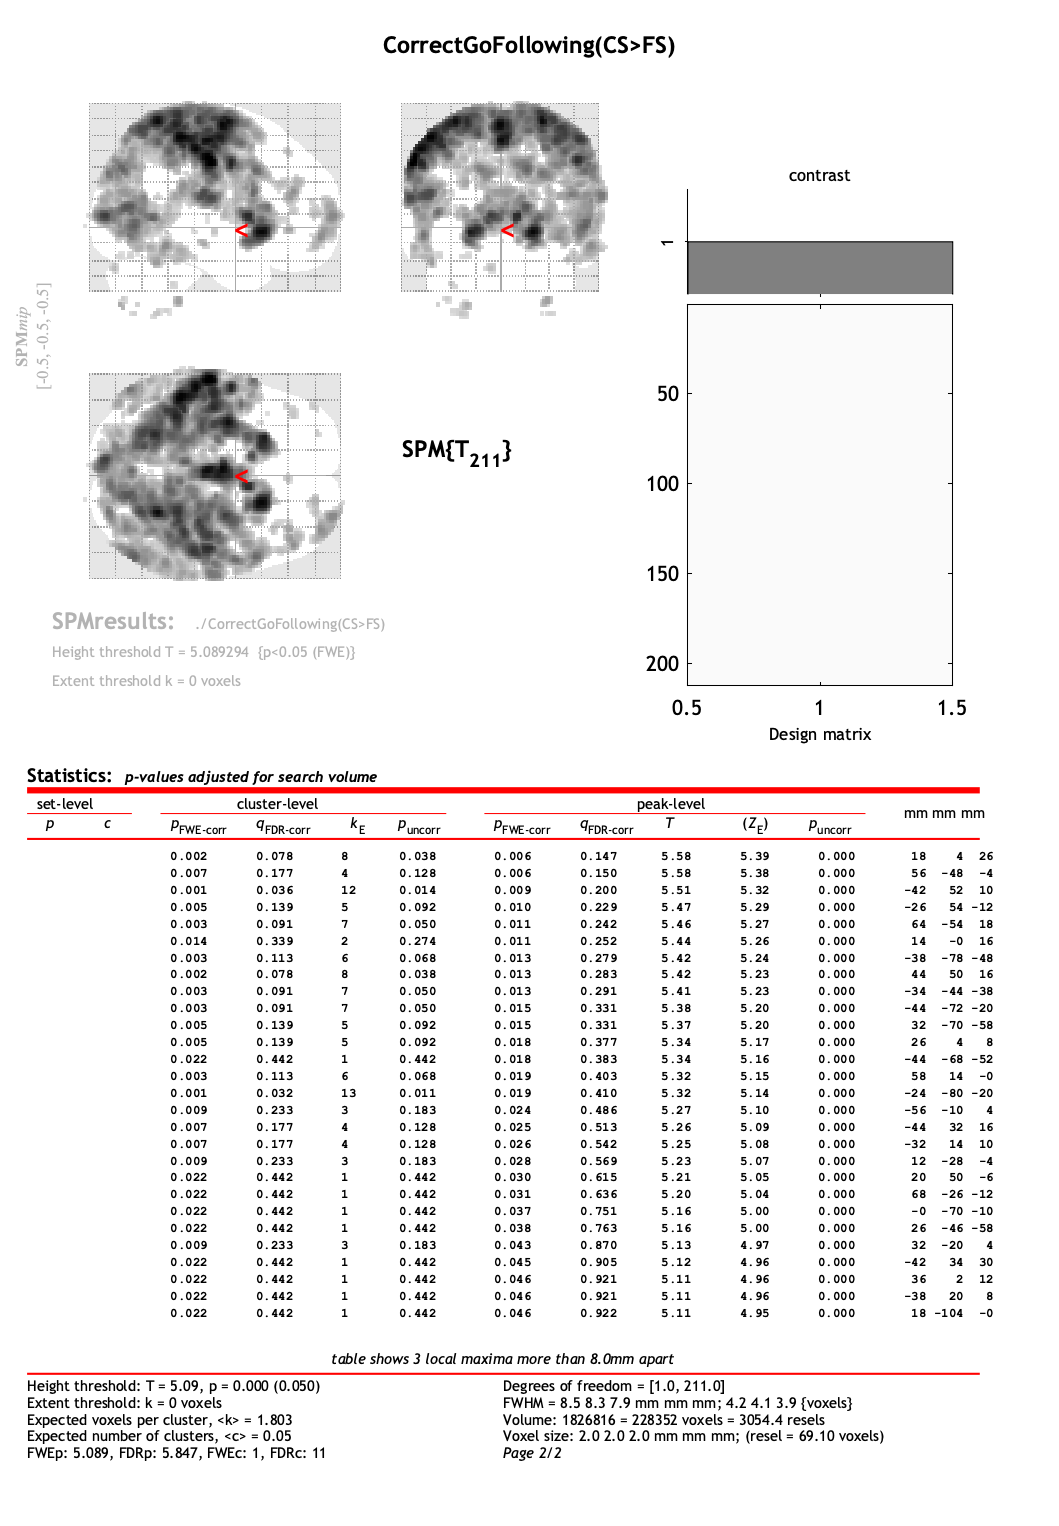 CorrectGoFollowing(CS>FS)
SPMmip
[-0.5, -0.5, -0.5]
<
<
<
SPM{T211}
contrast
1
50
100
150
200
0.5 1 1.5
Design matrix
SPMresults: ./CorrectGoFollowing(CS>FS)
Height threshold T = 5.089294 {p<0.05 (FWE)}
Extent threshold k = 0 voxels
Statistics: p-values adjusted for search volume
set-level cluster-level peak-level mm mm mm
p c pFWE-corr qFDR-corr kE puncorr pFWE-corr qFDR-corr T (ZE) puncorr
0.002 0.078 8 0.038 0.006 0.147 5.58 5.39 0.000 18 4 26
0.007 0.177 4 0.128 0.006 0.150 5.58 5.38 0.000 56 -48 -4
0.001 0.036 12 0.014 0.009 0.200 5.51 5.32 0.000 -42 52 10
0.005 0.139 5 0.092 0.010 0.229 5.47 5.29 0.000 -26 54 -12
0.003 0.091 7 0.050 0.011 0.242 5.46 5.27 0.000 64 -54 18
0.014 0.339 2 0.274 0.011 0.252 5.44 5.26 0.000 14 -0 16
0.003 0.113 6 0.068 0.013 0.279 5.42 5.24 0.000 -38 -78 -48
0.002 0.078 8 0.038 0.013 0.283 5.42 5.23 0.000 44 50 16
0.003 0.091 7 0.050 0.013 0.291 5.41 5.23 0.000 -34 -44 -38
0.003 0.091 7 0.050 0.015 0.331 5.38 5.20 0.000 -44 -72 -20
0.005 0.139 5 0.092 0.015 0.331 5.37 5.20 0.000 32 -70 -58
0.005 0.139 5 0.092 0.018 0.377 5.34 5.17 0.000 26 4 8
0.022 0.442 1 0.442 0.018 0.383 5.34 5.16 0.000 -44 -68 -52
0.003 0.113 6 0.068 0.019 0.403 5.32 5.15 0.000 58 14 -0
0.001 0.032 13 0.011 0.019 0.410 5.32 5.14 0.000 -24 -80 -20
0.009 0.233 3 0.183 0.024 0.486 5.27 5.10 0.000 -56 -10 4
0.007 0.177 4 0.128 0.025 0.513 5.26 5.09 0.000 -44 32 16
0.007 0.177 4 0.128 0.026 0.542 5.25 5.08 0.000 -32 14 10
0.009 0.233 3 0.183 0.028 0.569 5.23 5.07 0.000 12 -28 -4
0.022 0.442 1 0.442 0.030 0.615 5.21 5.05 0.000 20 50 -6
0.022 0.442 1 0.442 0.031 0.636 5.20 5.04 0.000 68 -26 -12
0.022 0.442 1 0.442 0.037 0.751 5.16 5.00 0.000 -0 -70 -10
0.022 0.442 1 0.442 0.038 0.763 5.16 5.00 0.000 26 -46 -58
0.009 0.233 3 0.183 0.043 0.870 5.13 4.97 0.000 32 -20 4
0.022 0.442 1 0.442 0.045 0.905 5.12 4.96 0.000 -42 34 30
0.022 0.442 1 0.442 0.046 0.921 5.11 4.96 0.000 36 2 12
0.022 0.442 1 0.442 0.046 0.921 5.11 4.96 0.000 -38 20 8
0.022 0.442 1 0.442 0.046 0.922 5.11 4.95 0.000 18 -104 -0
table shows 3 local maxima more than 8.0mm apart
Height threshold: T = 5.09, p = 0.000 (0.050)
Extent threshold: k = 0 voxels
Expected voxels per cluster, <k> = 1.803
Expected number of clusters, <c> = 0.05
FWEp: 5.089, FDRp: 5.847, FWEc: 1, FDRc: 11
Degrees of freedom = [1.0, 211.0]
FWHM = 8.5 8.3 7.9 mm mm mm; 4.2 4.1 3.9 {voxels}
Volume: 1826816 = 228352 voxels = 3054.4 resels
Voxel size: 2.0 2.0 2.0 mm mm mm; (resel = 69.10 voxels)
Page 2/2